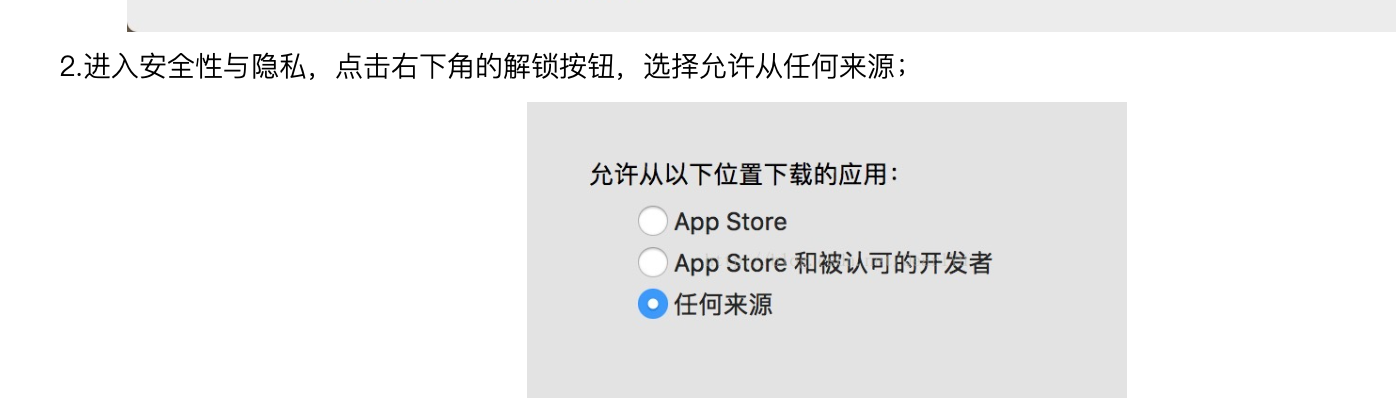 2.进入安全性与隐私，点击右下角的解锁按钮，选择允许从任何来源；
允许从以下位置下载的应用：
App Store
App Store 和被认可的开发者
任何来源